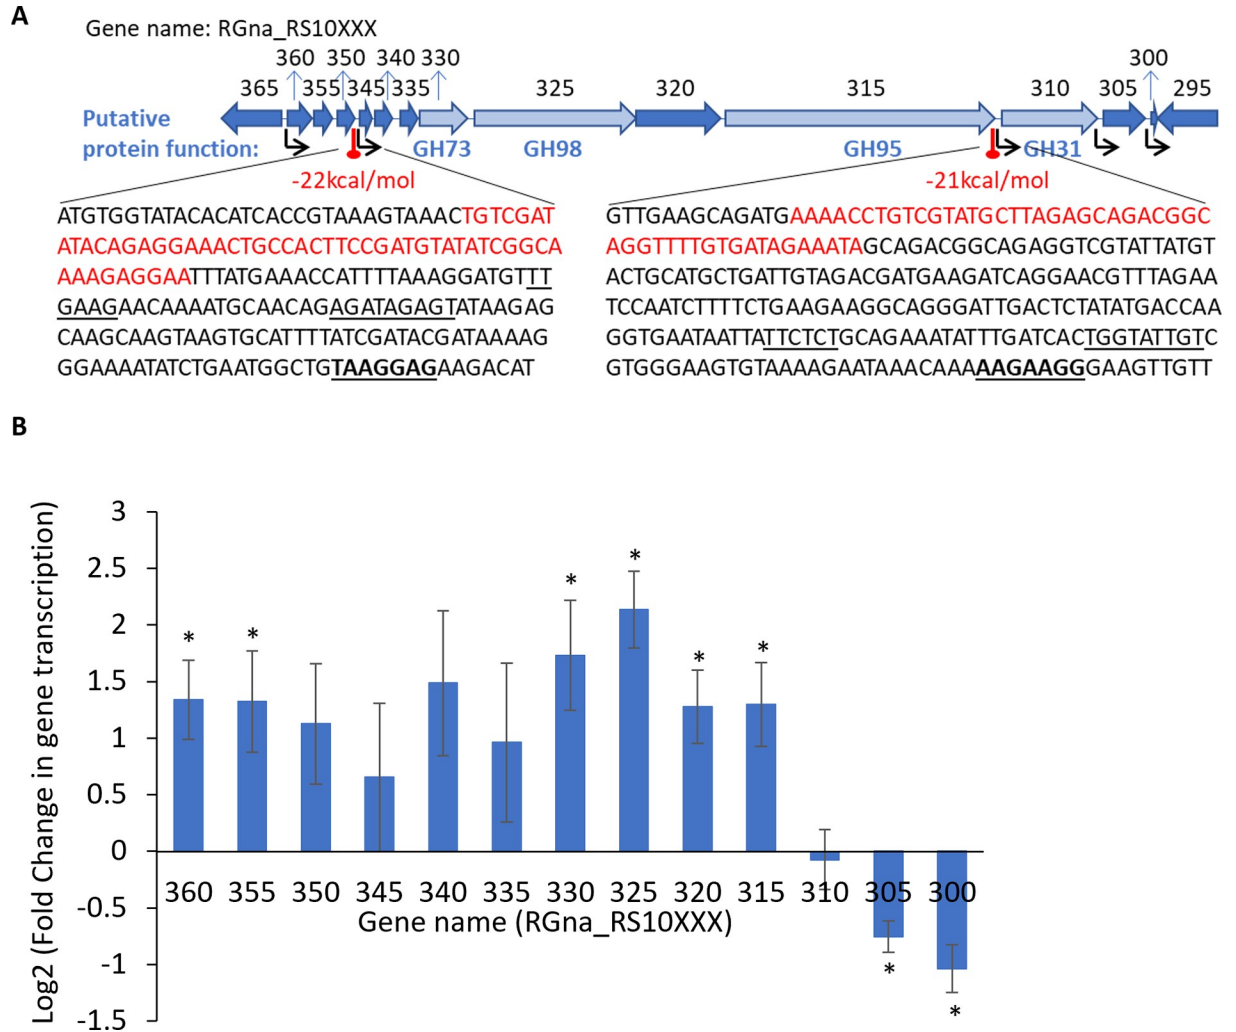 A
Gene name: RGna_RS10XXX
360 350 340 330 300
365 355 345 335 325 320 315 310 305 295
Putative
protein function: GH73 GH98 GH95 GH31
-22kcal/mol -21kcal/mol
ATGTGGTATACACATCACCGTAAAGTAAACTGTCGAT
ATACAGAGGAAACTGCCACTTCCGATGTATATCGGCA
AAAGAGGAATTTATGAAACCATTTTAAAGGATGTTT
GAAGAACAAAATGCAACAGAGATAGAGTATAAGAG
CAAGCAAGTAAGTGCATTTTATCGATACGATAAAAG
GGAAAATATCTGAATGGCTGTAAGGAGAAGACAT
GTTGAAGCAGATGAAAACCTGTCGTATGCTTAGAGCAGACGGC
AGGTTTTGTGATAGAAATAGCAGACGGCAGAGGTCGTATTATGT
ACTGCATGCTGATTGTAGACGATGAAGATCAGGAACGTTTAGAA
TCCAATCTTTTCTGAAGAAGGCAGGGATTGACTCTATATGACCAA
GGTGAATAATTATTCTCTGCAGAAATATTTGATCACTGGTATTGTC
GTGGGAAGTGTAAAAGAATAAACAAAAAGAAGGGAAGTTGTT
B
Log2 (Fold Change in gene transcription)
3
2.5
2
1.5
1
0.5
0
-0.5
-1
-1.5
* * * * * *
360 355 350 345 340 335 330 325 320 315 310 305 300
* *
Gene name (RGna_RS10XXX)